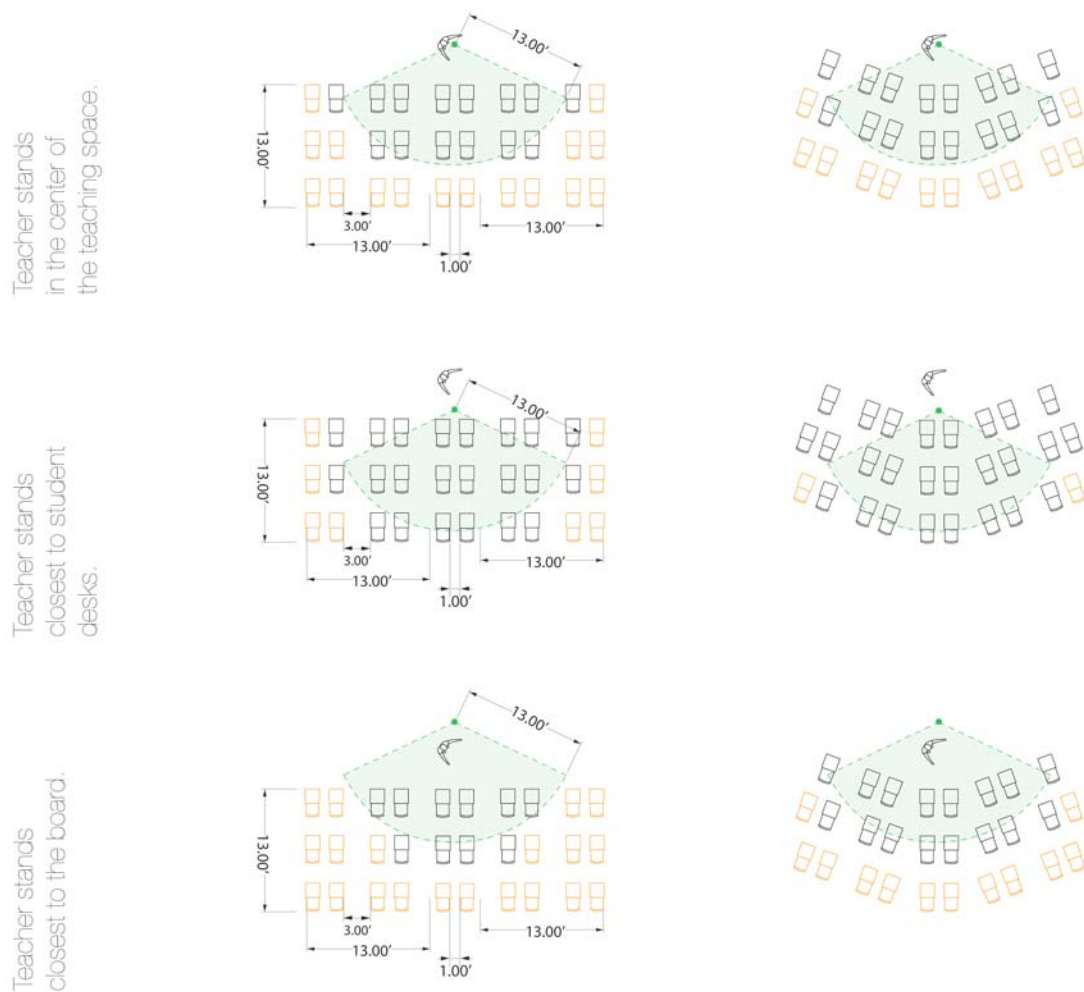 Teacher stands
in the center of
the teaching space.
13.00'
13.00'
3.00'
13.00'
13.00'
1.00'
Teacher stands
closest to student
desks.
13.00'
13.00'
3.00'
13.00'
13.00'
1.00'
Teacher stands
closest to the board.
13.00'
13.00'
3.00'
13.00'
13.00'
1.00'